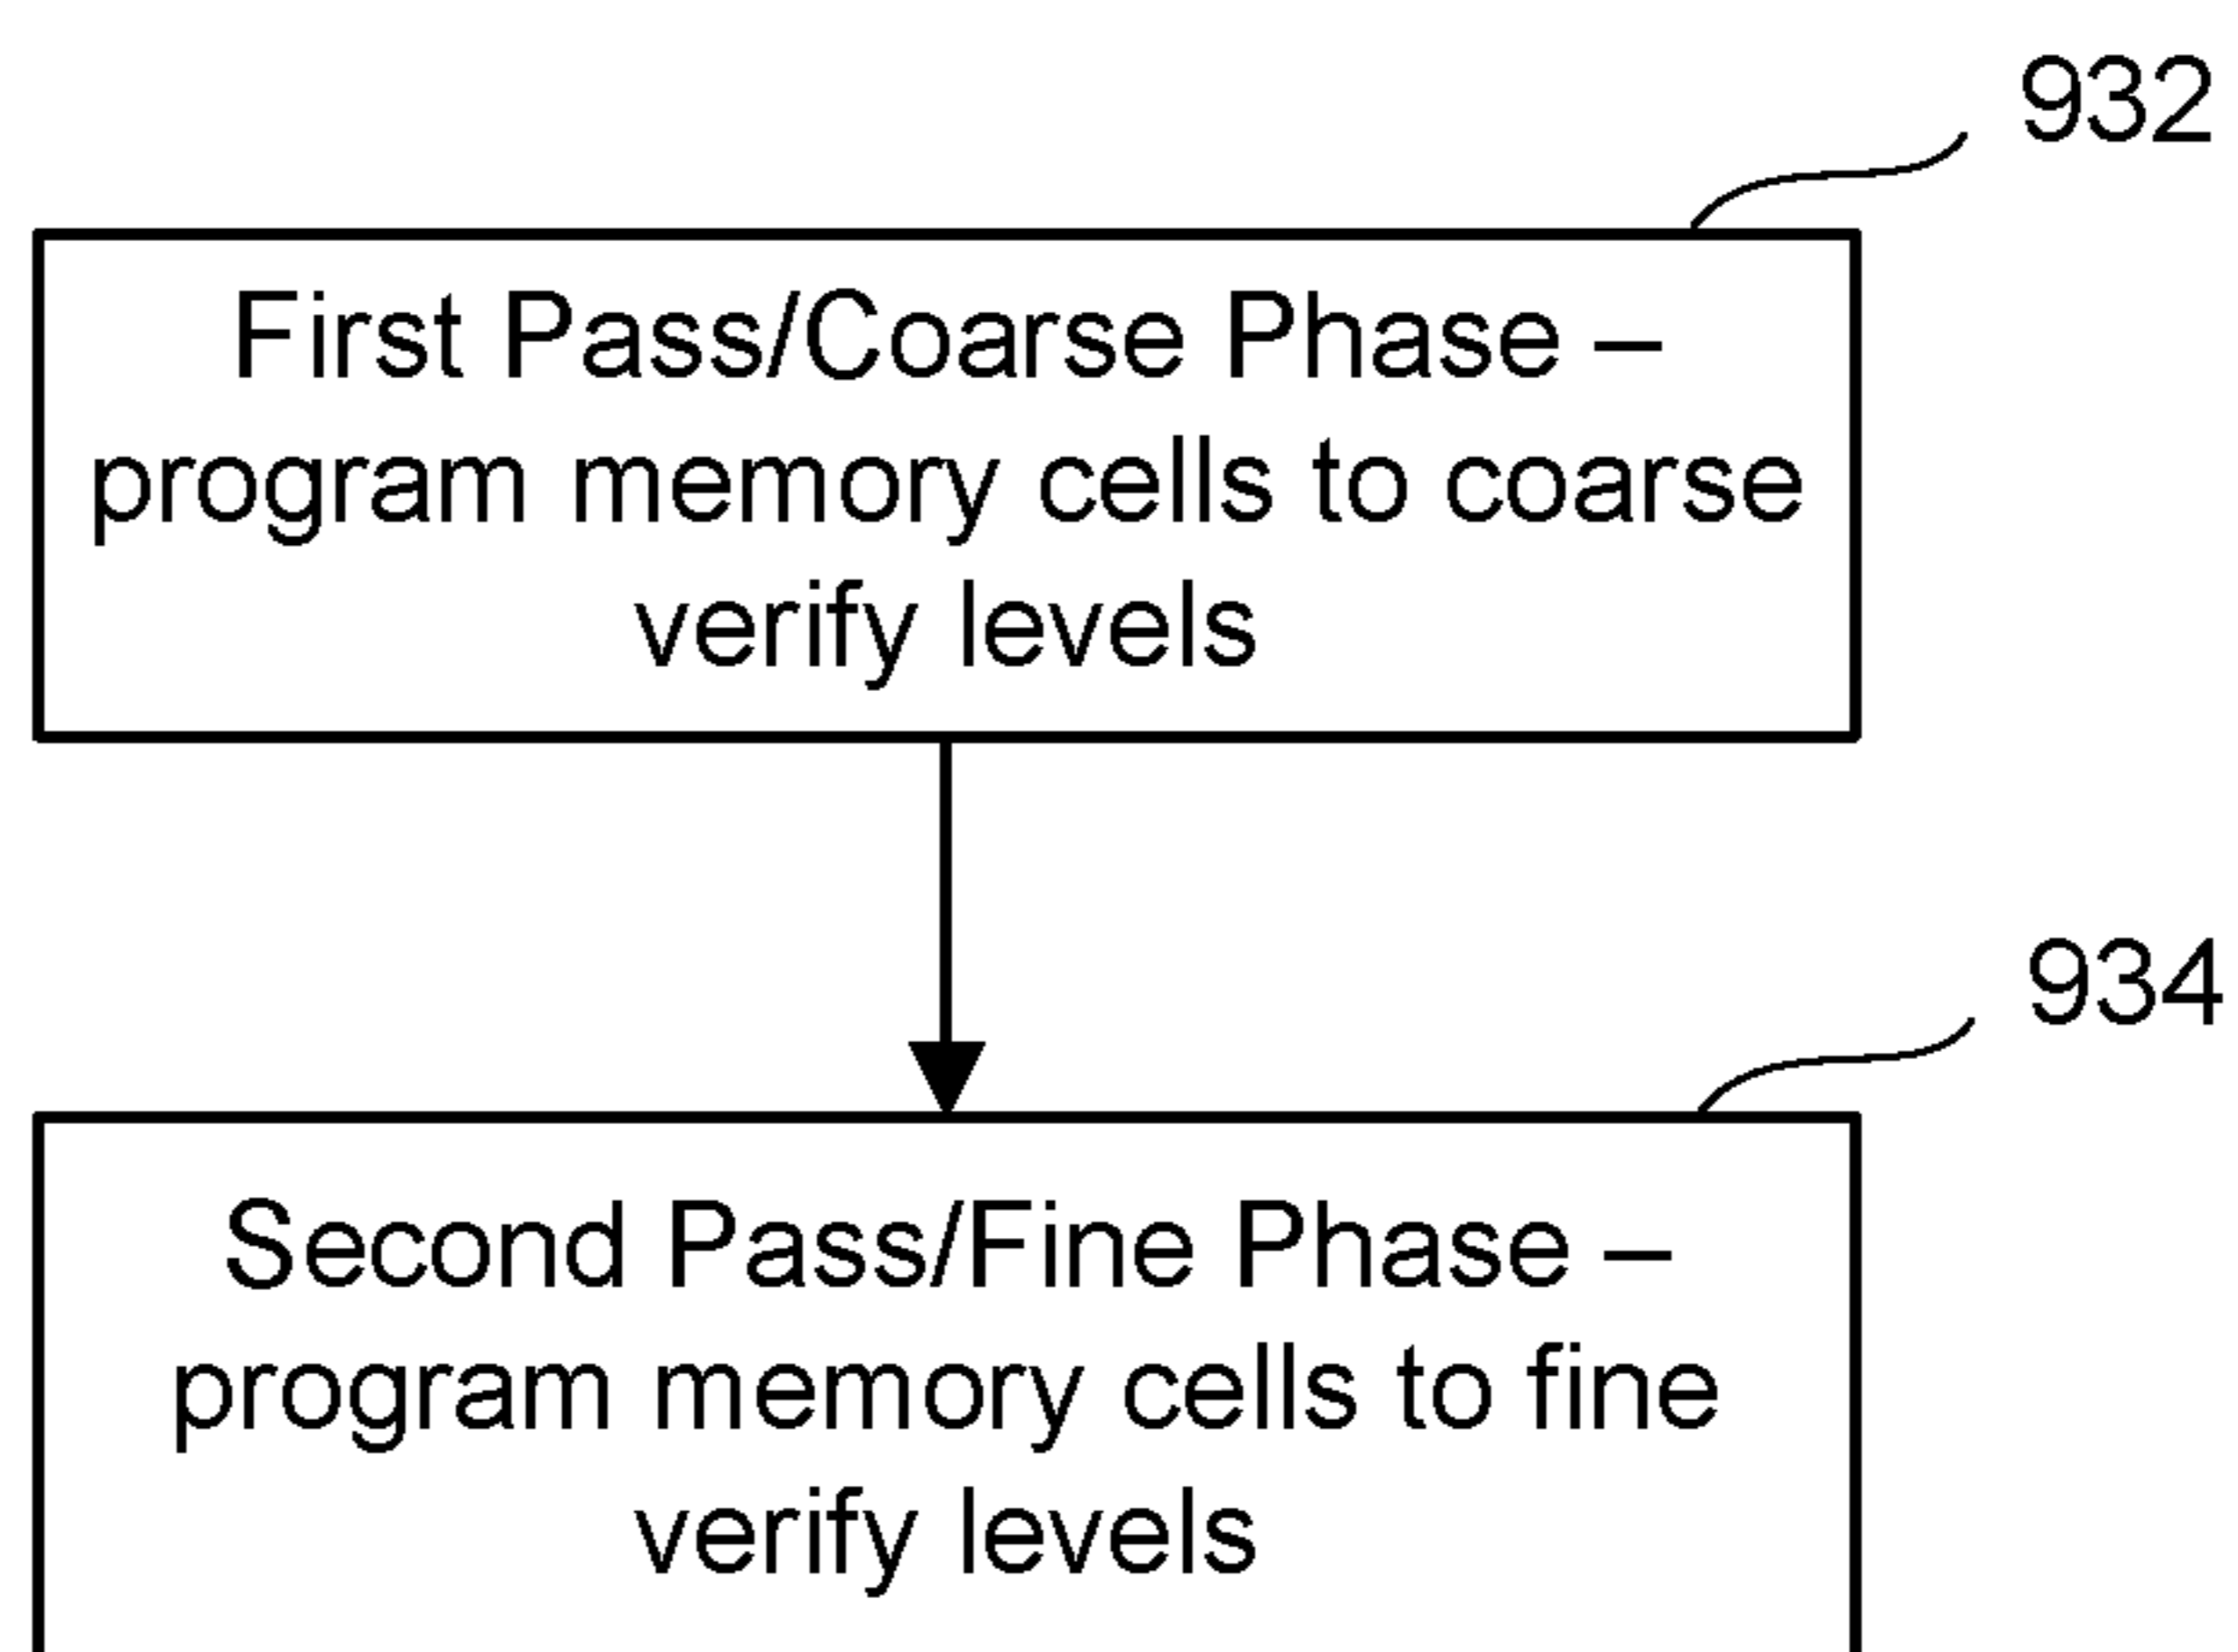 932
First Pass/Coarse Phase –
program memory cells to coarse
verify levels
934
Second Pass/Fine Phase –
program memory cells to fine
verify levels